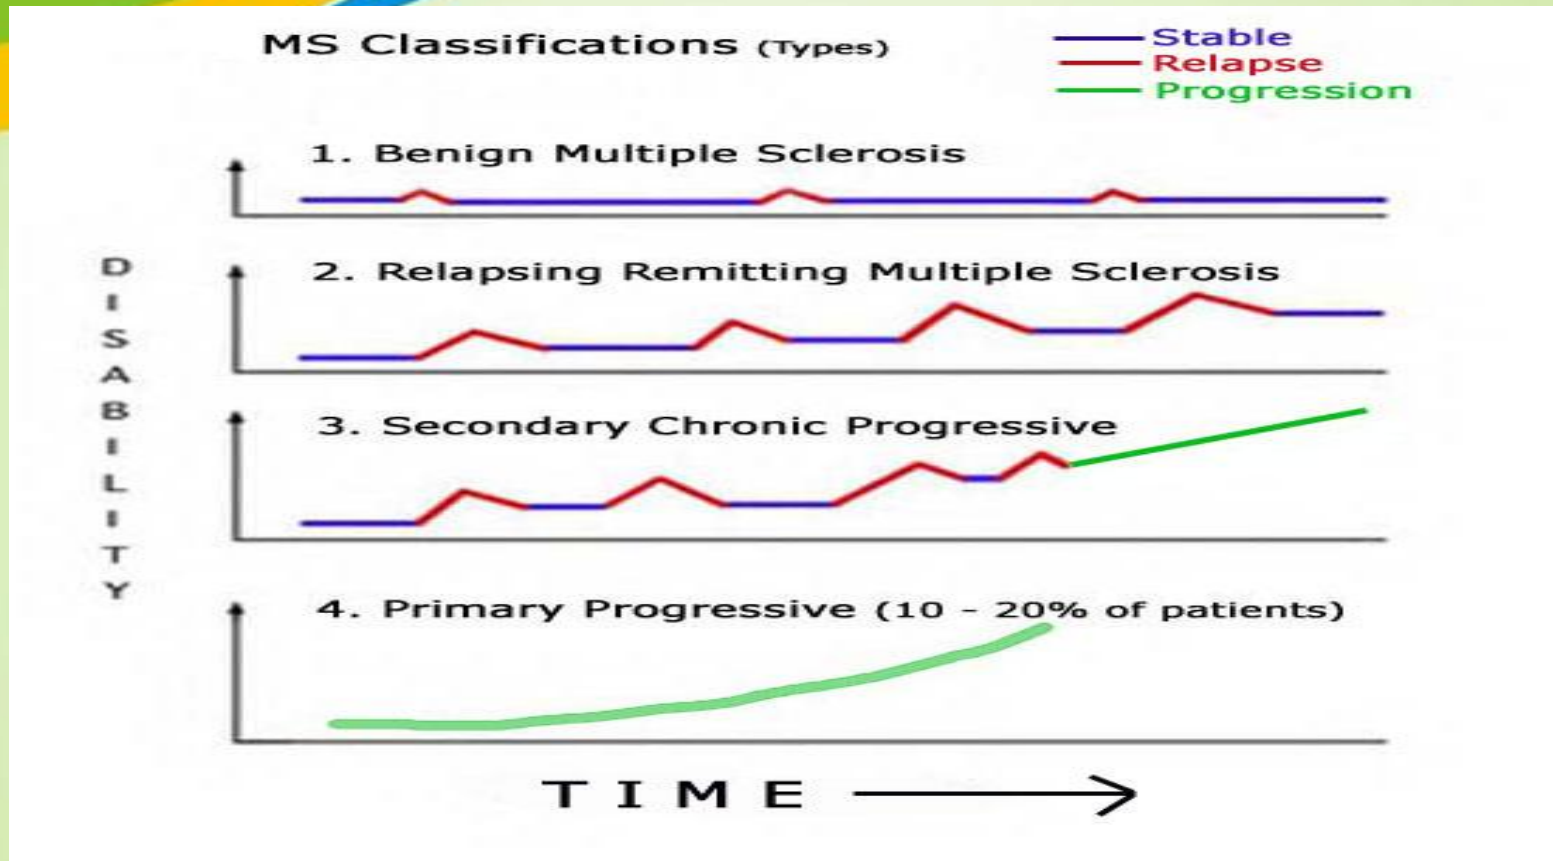 MS Classifications (Types)
Stable
Relapse
Progression
1. Benign Multiple Sclerosis
2. Relapsing Remitting Multiple Sclerosis
3. Secondary Chronic Progressive
4. Primary Progressive (10 - 20% of patients)
DISABILITY
TIME